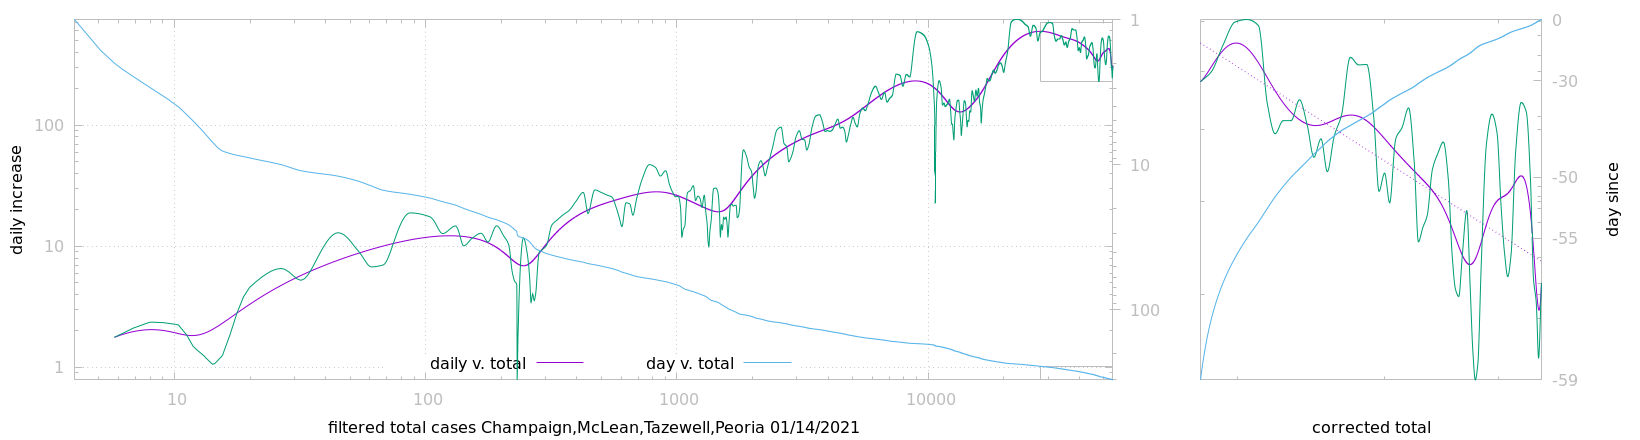 daily increase
100
10
1
1
10
100
daily v. total
day v. total
10
100
1000
10000
filtered total cases Champaign,McLean,Tazewell,Peoria 01/14/2021
0
-30
-50
-55
-59
day since
corrected total